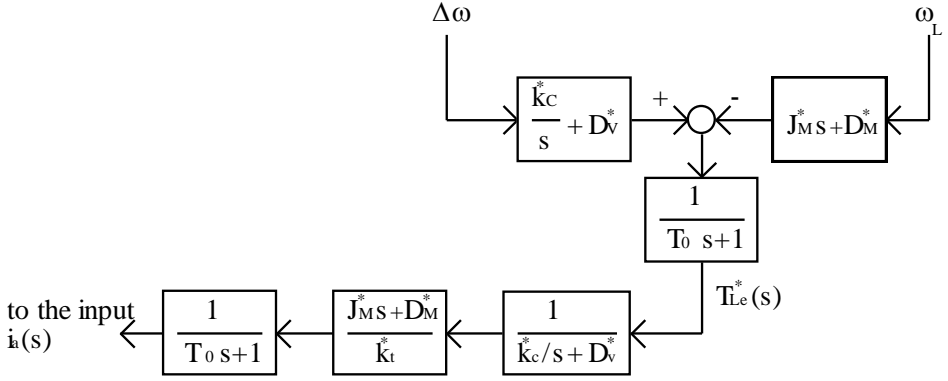 Δω ω_L
k*_C / s + D*_V + - J*_M s+D*_M
1 / T_0 s+1
T*_Le(s)
to the input
i_a(s)
1 / T_0 s+1
J*_M s+D*_M / k*_t
1 / k*_c/s + D*_v